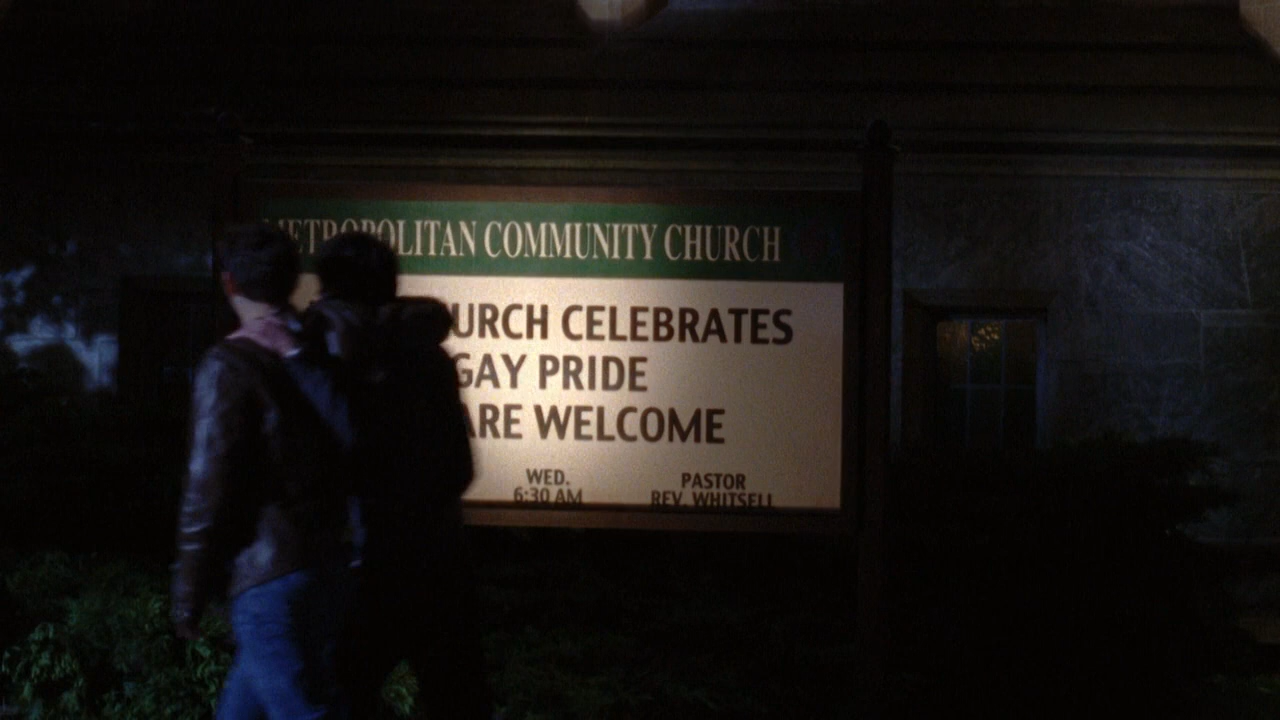 METROPOLITAN COMMUNITY CHURCH
URCH CELEBRATES
GAY PRIDE
ARE WELCOME
WED.
6:30 AM
PASTOR
REV. WHITSELL